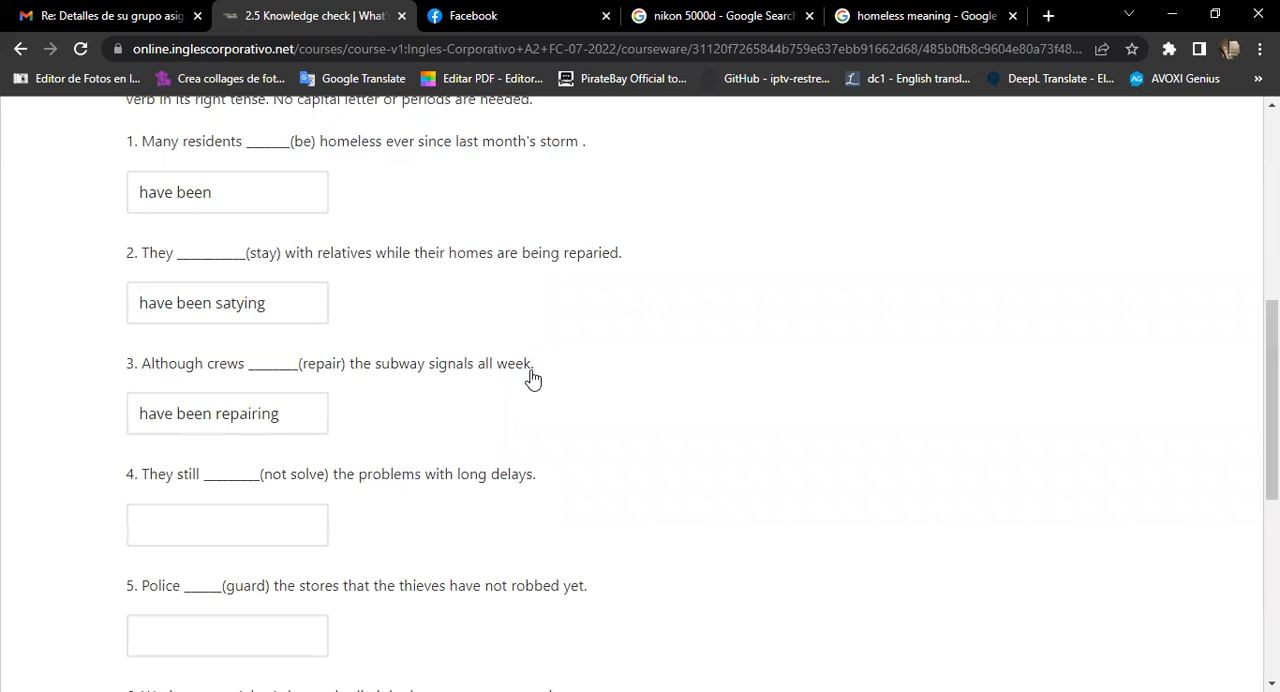 Re: Detalles de su grupo asig
2.5 Knowledge check | What'
Facebook
nikon 5000d - Google Search
homeless meaning - Google
online.inglescorporativo.net/courses/course-v1:Ingles-Corporativo+A2+FC-07-2022/courseware/31120f7265844b759e637ebb91662d68/485b0fb8c9604e80a73f48...
Editor de Fotos en l...
Crea collages de fot...
Google Translate
Editar PDF - Editor...
PirateBay Official to...
GitHub - iptv-restre...
dc1 - English transl...
DeepL Translate - El...
AVOXI Genius
»
verb in its right tense. No capital letter or periods are needed.
1. Many residents ______(be) homeless ever since last month's storm .
have been
2. They __________(stay) with relatives while their homes are being reparied.
have been satying
3. Although crews _______(repair) the subway signals all week.
have been repairing
4. They still ________(not solve) the problems with long delays.
5. Police _____(guard) the stores that the thieves have not robbed yet.